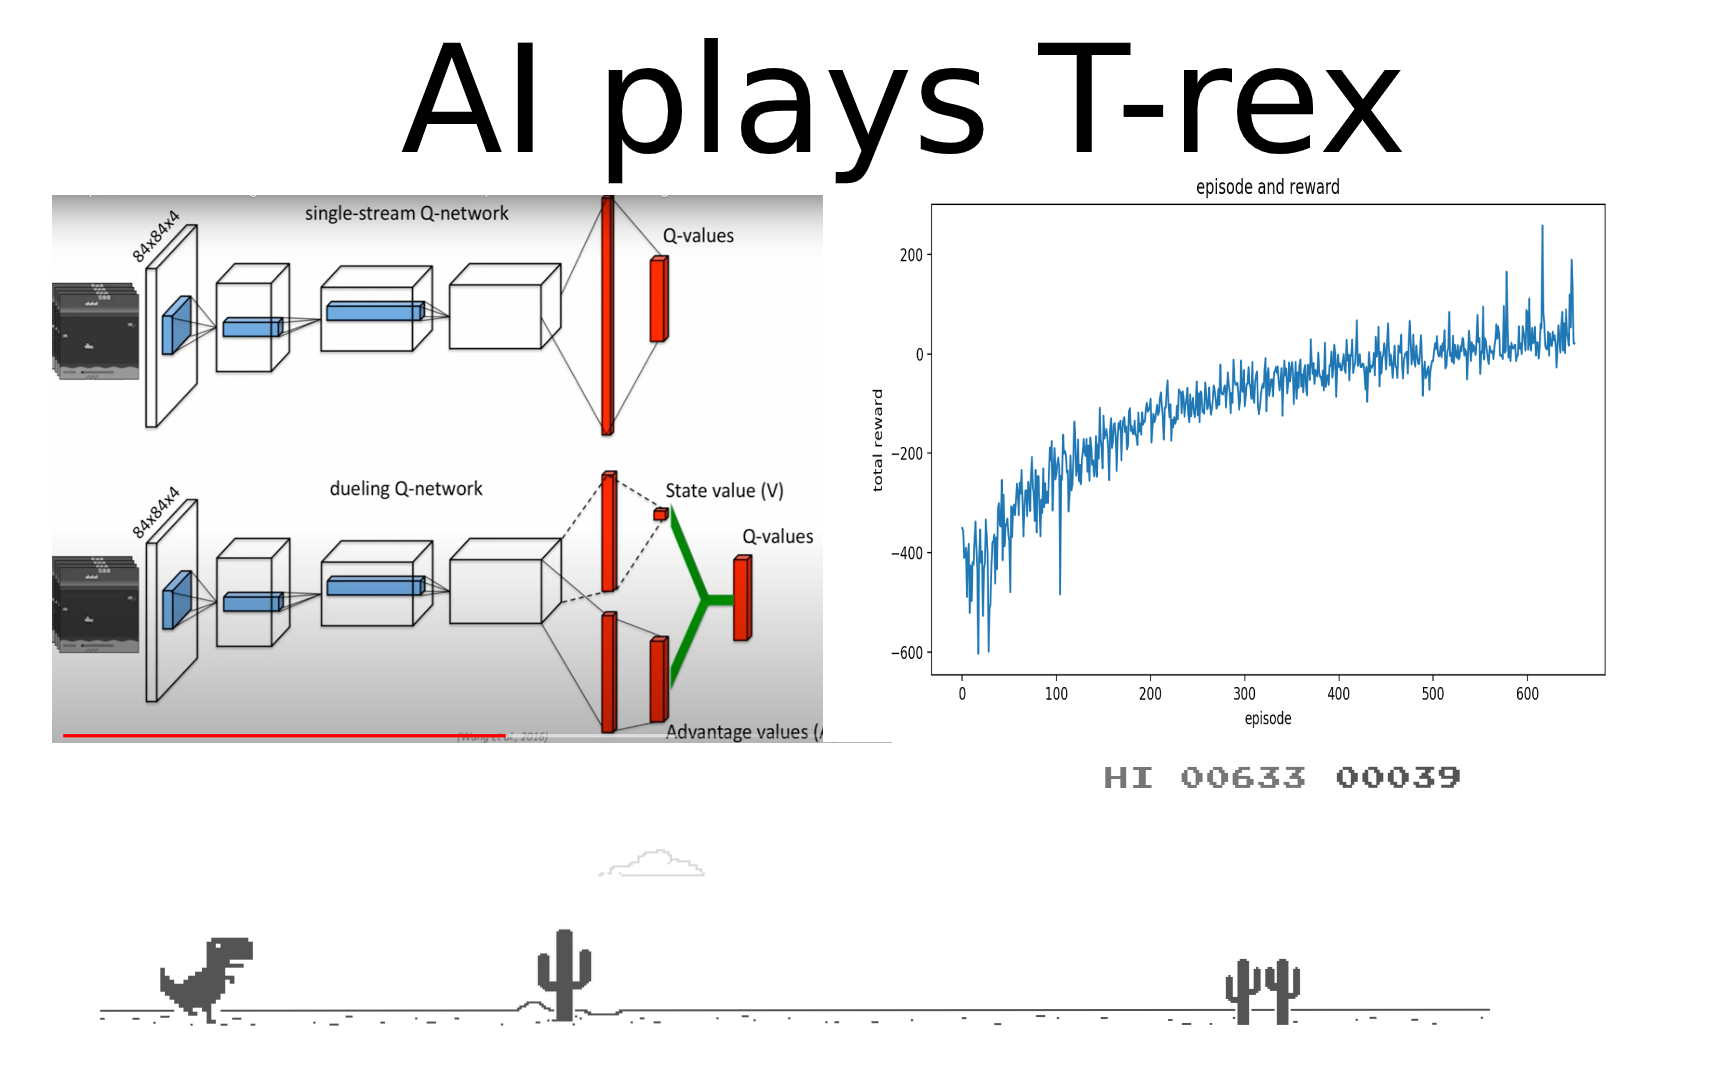 AI plays T-rex
single-stream Q-network
84x84x4
Q-values
dueling Q-network
84x84x4
State value (V)
Q-values
Advantage values (
(Wang et al., 2016)
episode and reward
total reward
200
0
−200
−400
−600
0 100 200 300 400 500 600
episode
HI 00633 00039